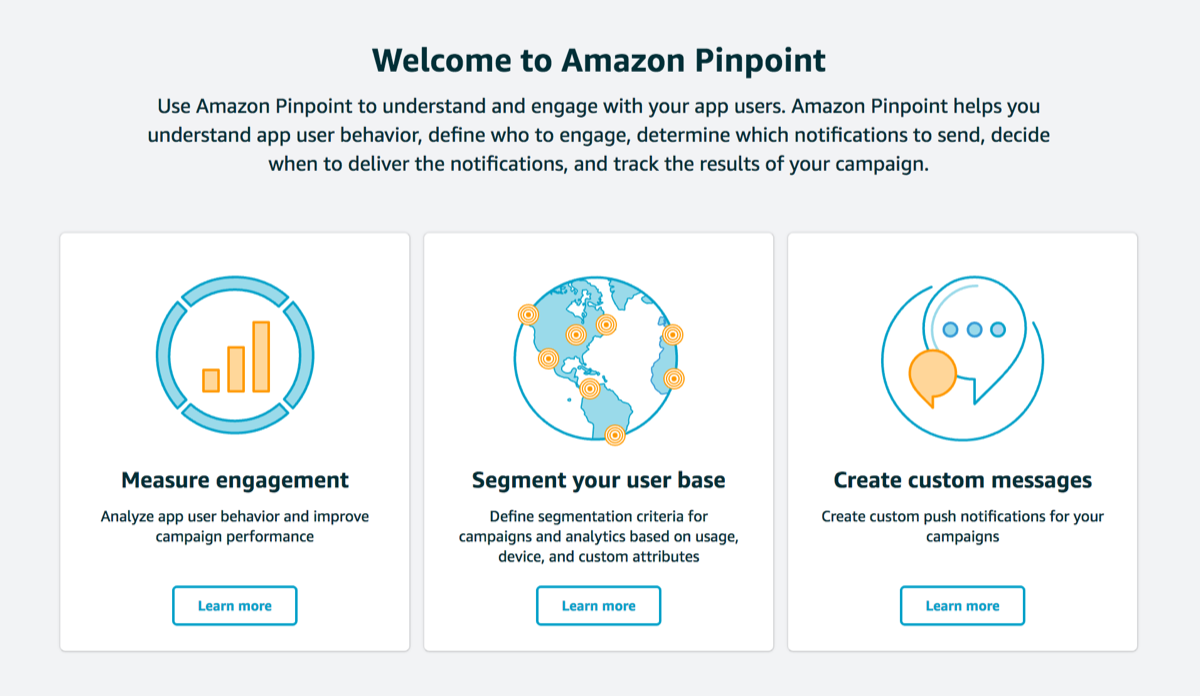 Welcome to Amazon Pinpoint
Use Amazon Pinpoint to understand and engage with your app users. Amazon Pinpoint helps you
understand app user behavior, define who to engage, determine which notifications to send, decide
when to deliver the notifications, and track the results of your campaign.
Measure engagement
Analyze app user behavior and improve
campaign performance
Learn more
Segment your user base
Define segmentation criteria for
campaigns and analytics based on usage,
device, and custom attributes
Learn more
Create custom messages
Create custom push notifications for your
campaigns
Learn more